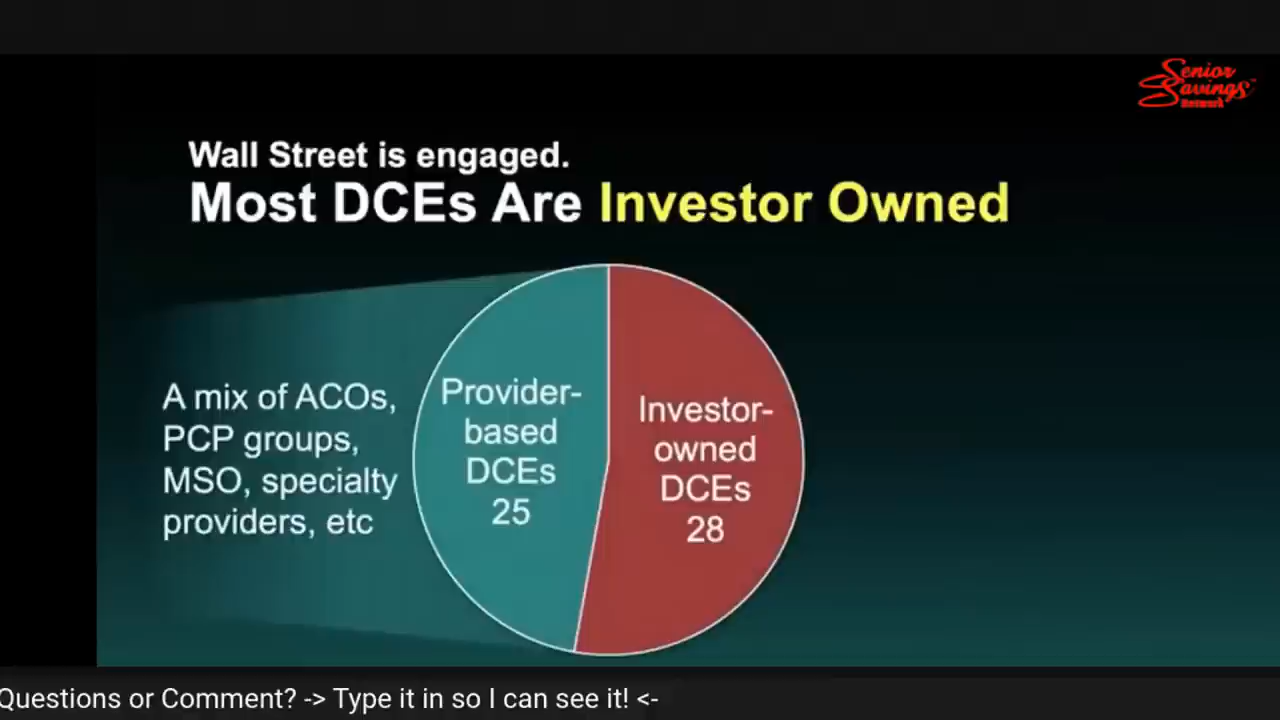 Senior
Savings
Network
Wall Street is engaged.
Most DCEs Are Investor Owned
A mix of ACOs,
PCP groups,
MSO, specialty
providers, etc
Provider-
based
DCEs
25
Investor-
owned
DCEs
28
Questions or Comment? -> Type it in so I can see it! <-